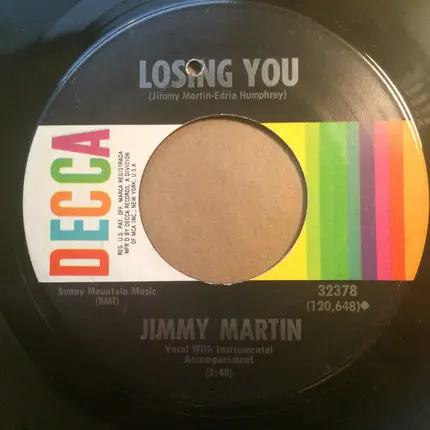 LOSING YOU
(Jimmy Martin-Edria Humphrey)
DECCA
REG. U.S. PAT. OFF. MARCA REGISTRADA
MFR'D BY DECCA RECORDS, A DIVISION
OF MCA INC., NEW YORK, U.S.A.
Sunny Mountain Music
(BMI)
32378
(120,648)◆
JIMMY MARTIN
Vocal With Instrumental
Accompaniment
(2:48)